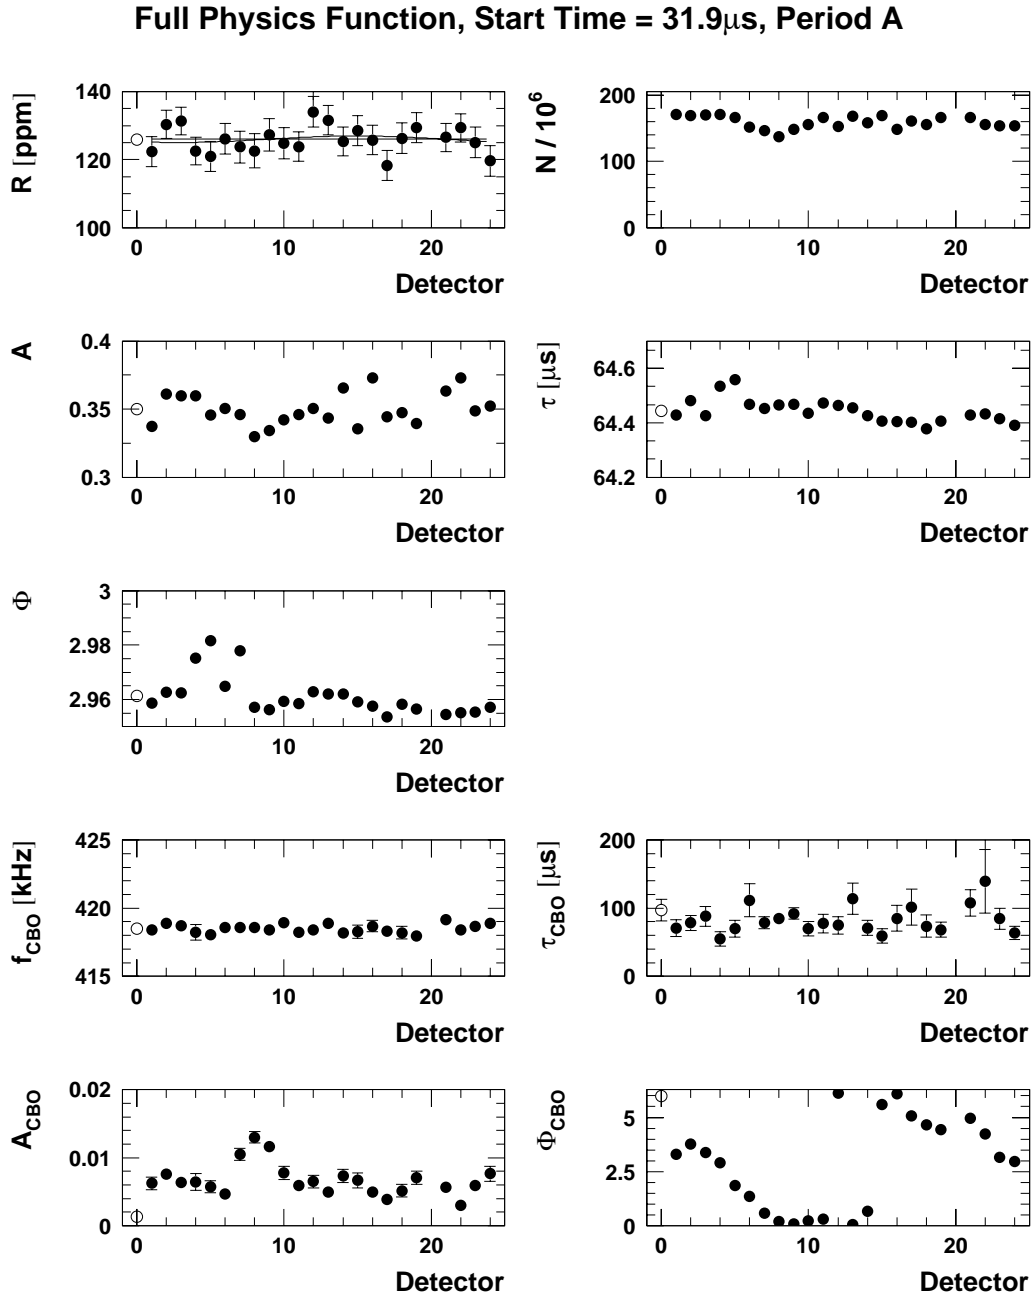 Full Physics Function, Start Time = 31.9μs, Period A
R [ppm]
140
120
100
0 10 20
Detector
N / 10^6
200
100
0
0 10 20
Detector
A
0.4
0.35
0.3
0 10 20
Detector
τ [μs]
64.6
64.4
64.2
0 10 20
Detector
Φ
3
2.98
2.96
0 10 20
Detector
f_CBO [kHz]
425
420
415
0 10 20
Detector
τ_CBO [μs]
200
100
0
0 10 20
Detector
A_CBO
0.02
0.01
0
0 10 20
Detector
Φ_CBO
5
2.5
0
0 10 20
Detector